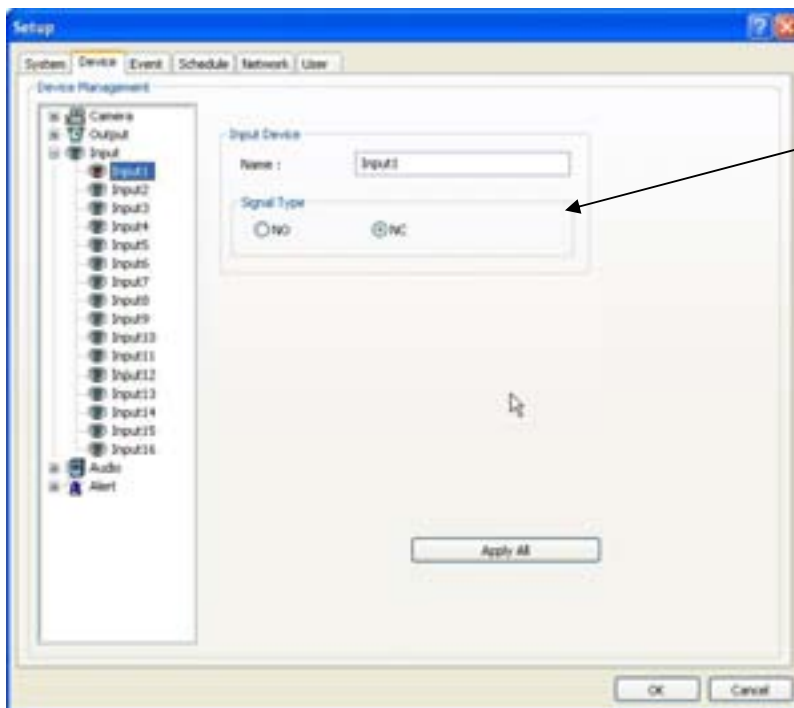 Setup
System Device Event Schedule Network User
Device Management
Camera
Output
Input
Input1
Input2
Input3
Input4
Input5
Input6
Input7
Input8
Input9
Input10
Input11
Input12
Input13
Input14
Input15
Input16
Audio
Alert
Input Device
Name : Input1
Signal Type
NO NC
Apply All
OK Cancel